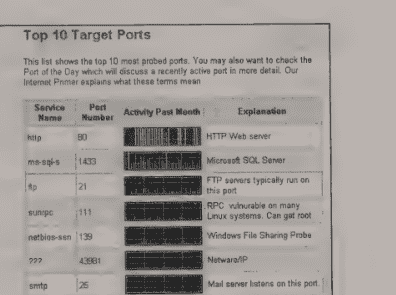 Top 10 Target Ports
This list shows the top 10 most probed ports. You may also want to check the
Port of the Day which will discuss a recently active port in more detail. Our
Internet Primer explains what these terms mean
Service Name Port Number Activity Past Month Explanation
http 80 HTTP Web server
ms-sql-s 1433 Microsoft SQL Server
ftp 21 FTP servers typically run on
this port
sunrpc 111 RPC vulnurable on many
Linux systems. Can get root
netbios-ssn 139 Windows File Sharing Probe
??? 43981 Netware/IP
smtp 25 Mail server listens on this port.